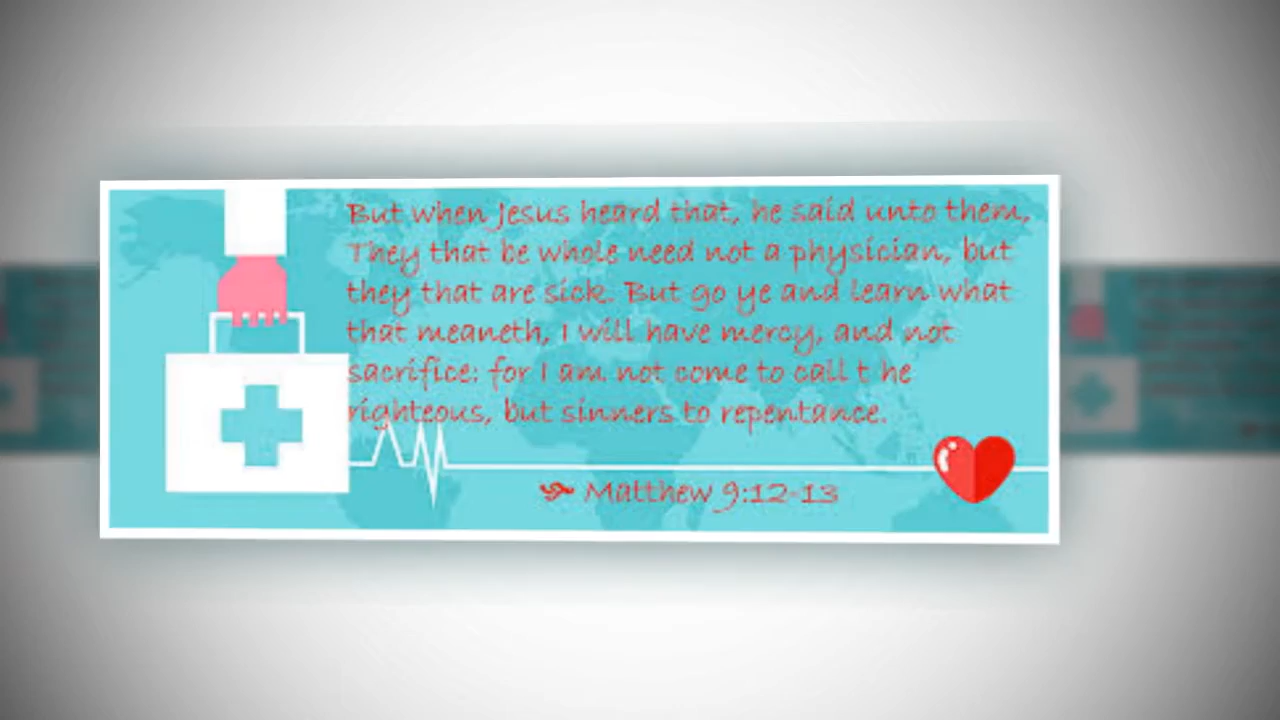 But when Jesus heard that, he said unto them,
They that be whole need not a physician, but
they that are sick. But go ye and learn what
that meaneth, I will have mercy, and not
sacrifice: for I am not come to call t he
righteous, but sinners to repentance.
Matthew 9:12-13